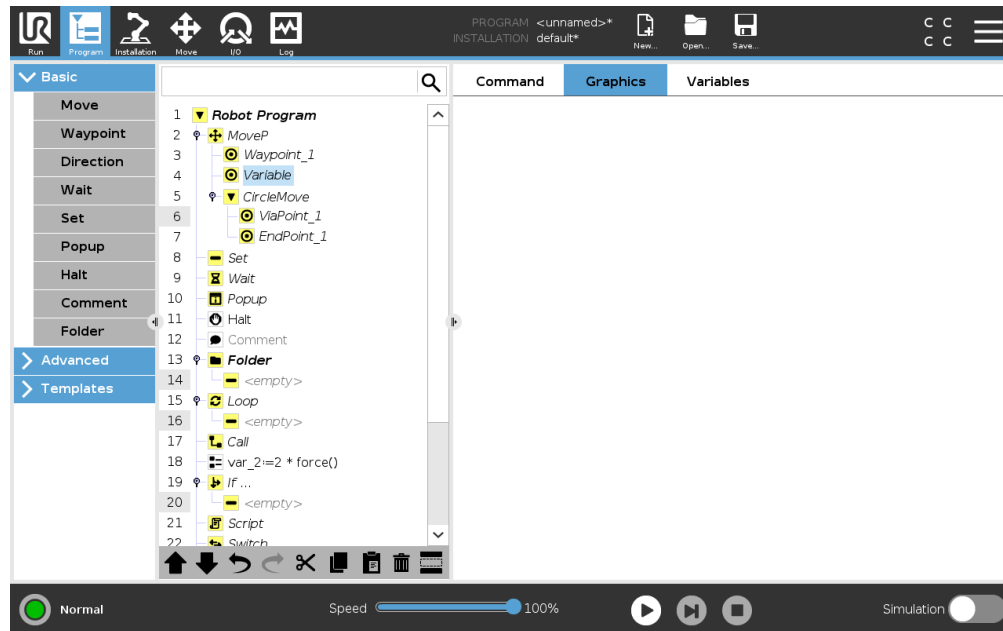 UR
Run
Program
Installation
Move
I/O
Log
PROGRAM <unnamed>*
INSTALLATION default*
New...
Open...
Save...
C C
C C
Basic
Move
Waypoint
Direction
Wait
Set
Popup
Halt
Comment
Folder
Advanced
Templates
1 Robot Program
2 MoveP
3 Waypoint_1
4 Variable
5 CircleMove
6 ViaPoint_1
7 EndPoint_1
8 Set
9 Wait
10 Popup
11 Halt
12 Comment
13 Folder
14 <empty>
15 Loop
16 <empty>
17 Call
18 var_2:=2 * force()
19 If ...
20 <empty>
21 Script
22 Switch
Command Graphics Variables
Normal
Speed 100%
Simulation